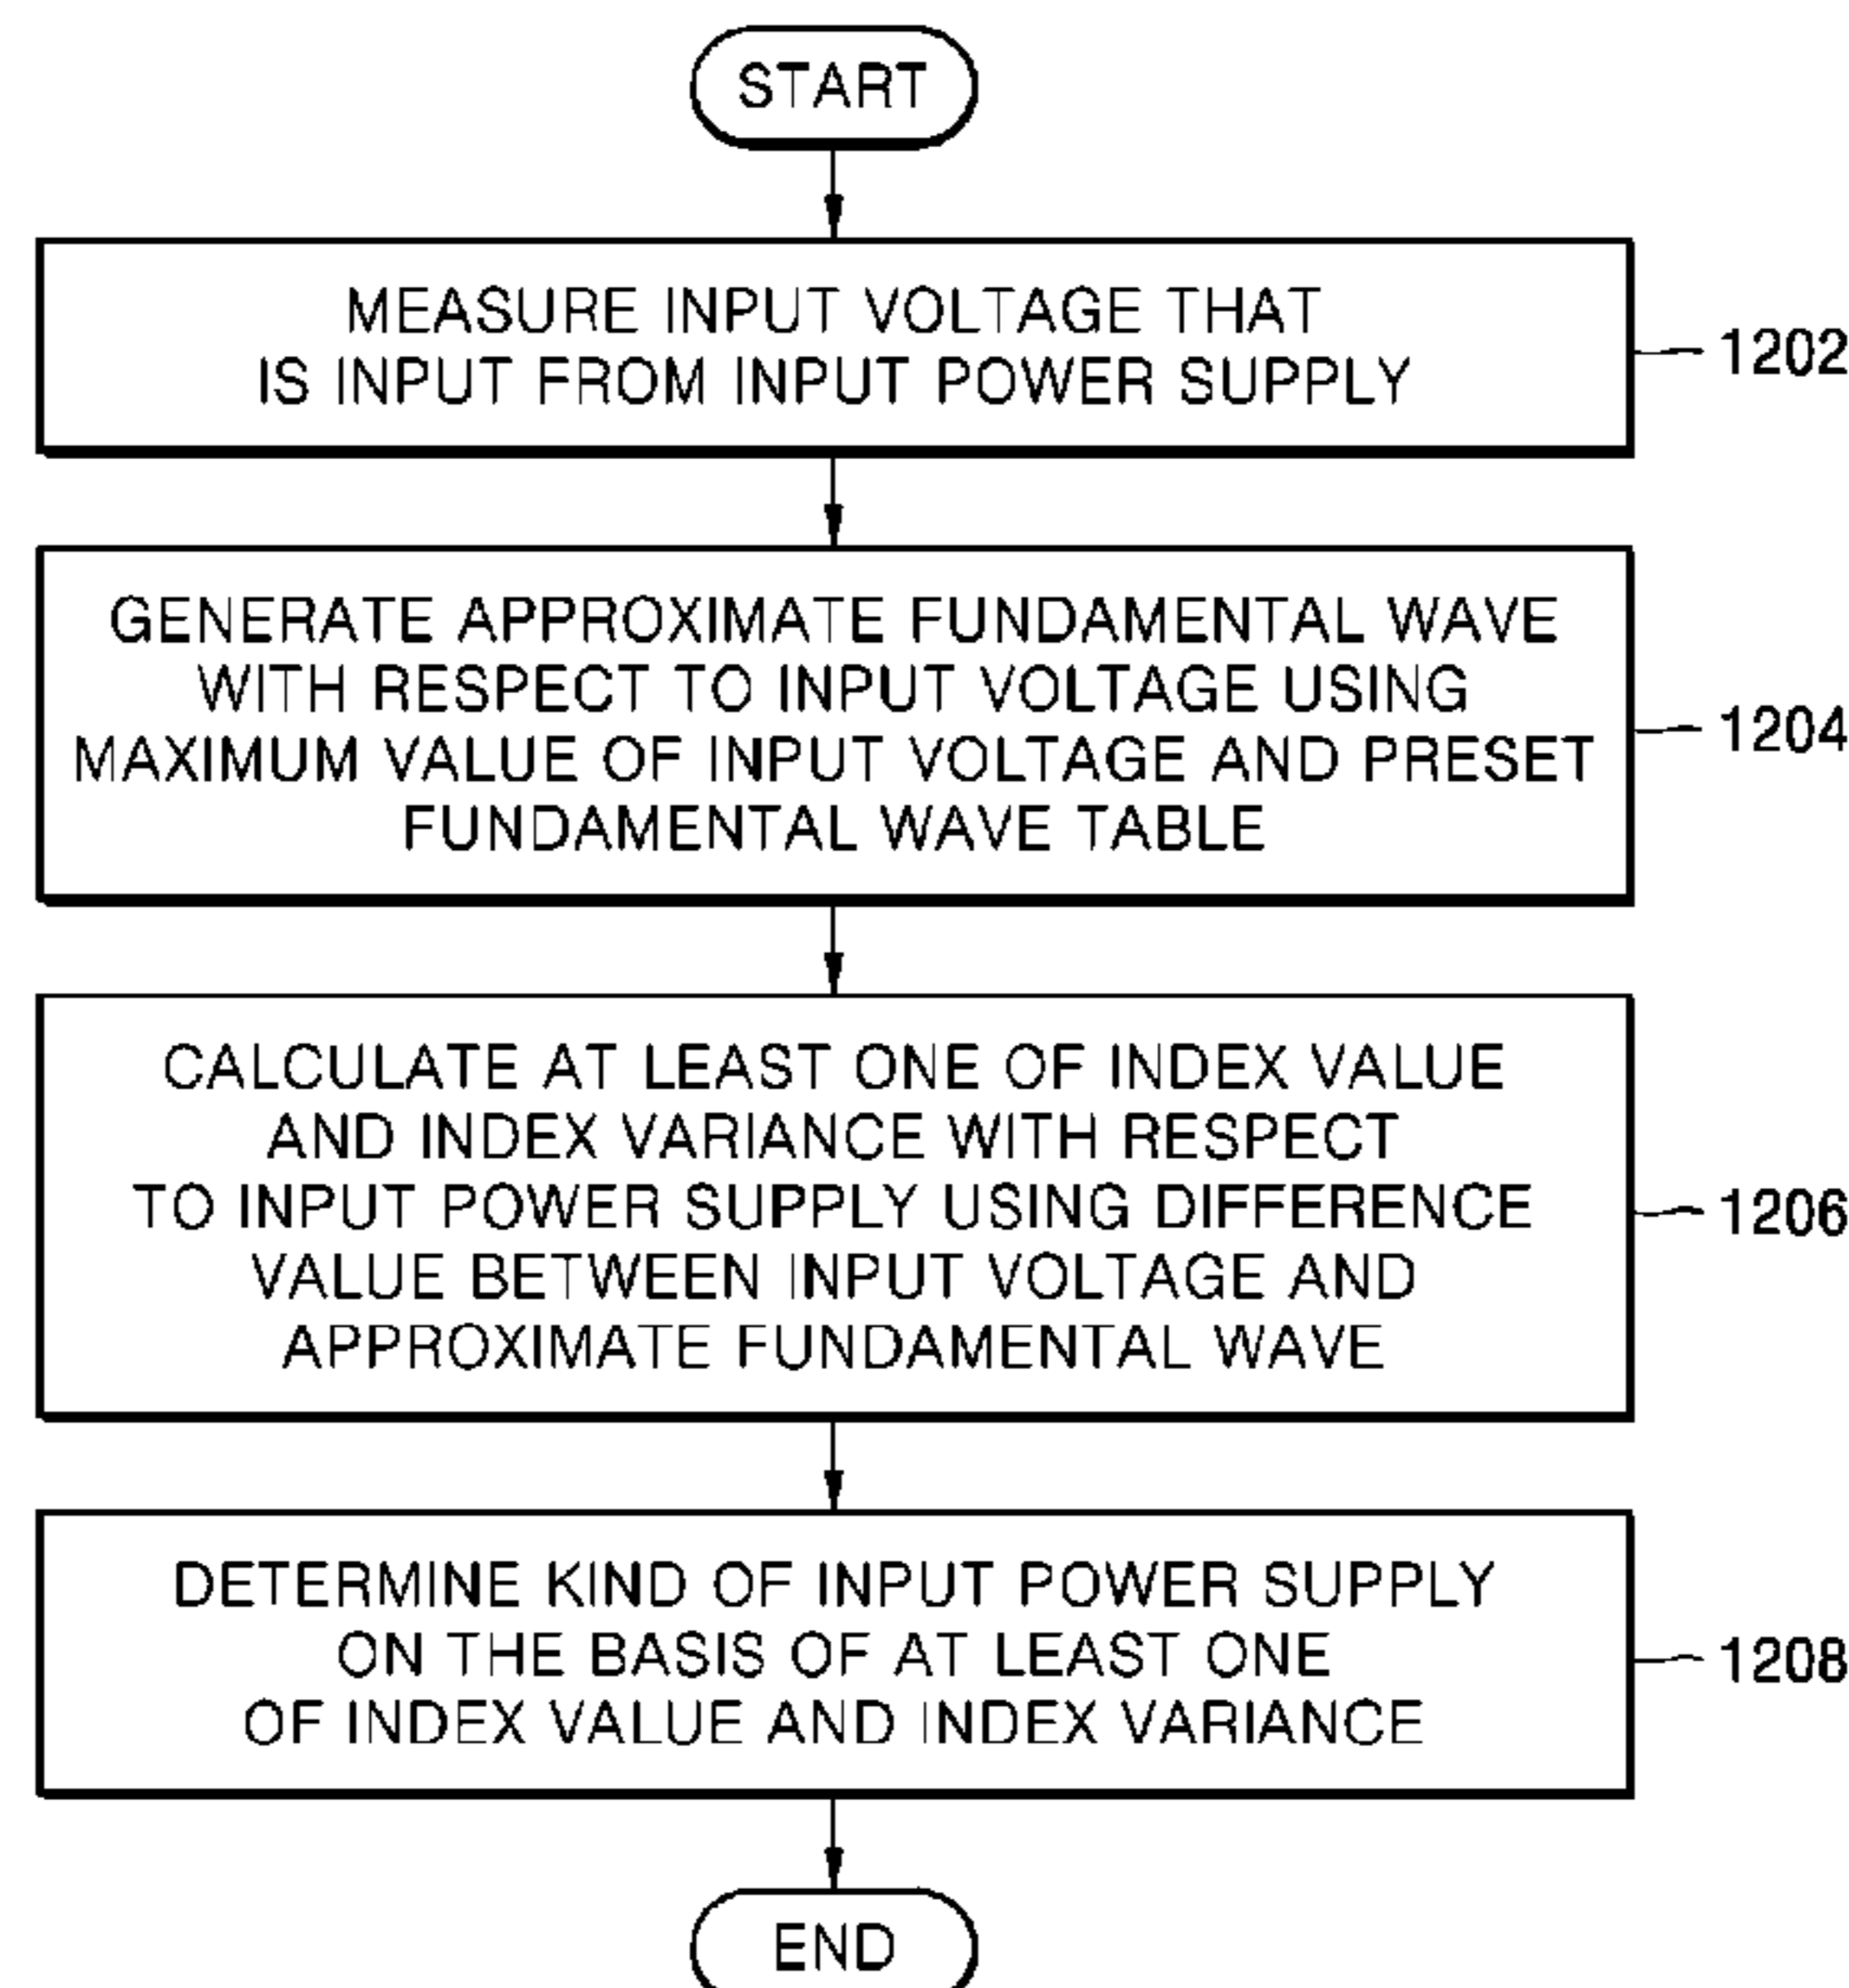 START
MEASURE INPUT VOLTAGE THAT
IS INPUT FROM INPUT POWER SUPPLY
1202
GENERATE APPROXIMATE FUNDAMENTAL WAVE
WITH RESPECT TO INPUT VOLTAGE USING
MAXIMUM VALUE OF INPUT VOLTAGE AND PRESET
FUNDAMENTAL WAVE TABLE
1204
CALCULATE AT LEAST ONE OF INDEX VALUE
AND INDEX VARIANCE WITH RESPECT
TO INPUT POWER SUPPLY USING DIFFERENCE
VALUE BETWEEN INPUT VOLTAGE AND
APPROXIMATE FUNDAMENTAL WAVE
1206
DETERMINE KIND OF INPUT POWER SUPPLY
ON THE BASIS OF AT LEAST ONE
OF INDEX VALUE AND INDEX VARIANCE
1208
END